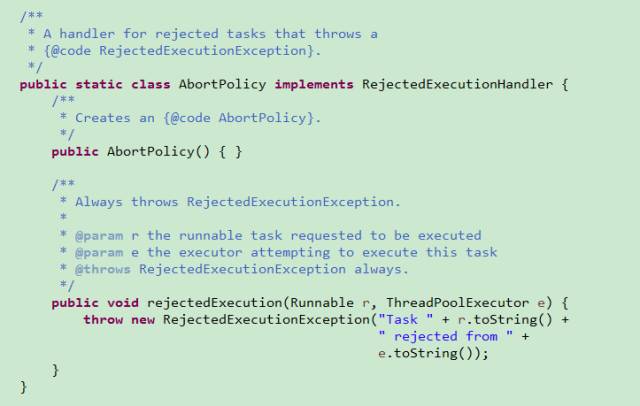 /**
 * A handler for rejected tasks that throws a
 * {@code RejectedExecutionException}.
 */
public static class AbortPolicy implements RejectedExecutionHandler {
    /**
     * Creates an {@code AbortPolicy}.
     */
    public AbortPolicy() { }

    /**
     * Always throws RejectedExecutionException.
     *
     * @param r the runnable task requested to be executed
     * @param e the executor attempting to execute this task
     * @throws RejectedExecutionException always.
     */
    public void rejectedExecution(Runnable r, ThreadPoolExecutor e) {
        throw new RejectedExecutionException("Task " + r.toString() +
                                             " rejected from " +
                                             e.toString());
    }
}